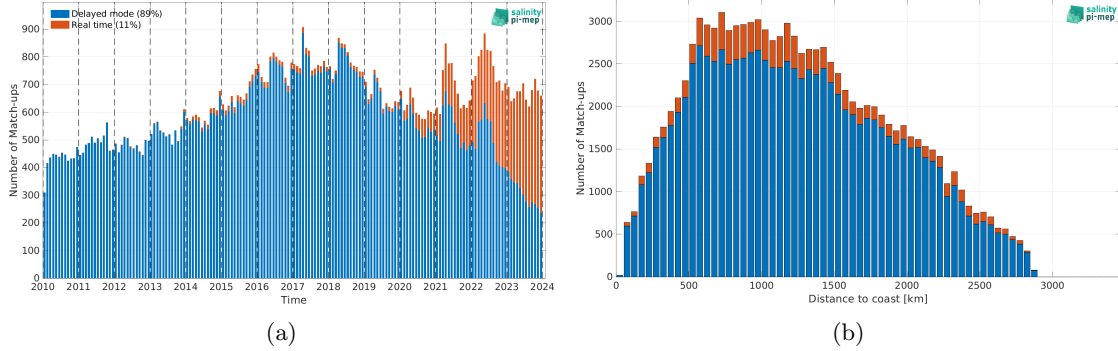 Delayed mode (89%)
Real time (11%)
salinity
pi-mep
Number of Match-ups
900
800
700
600
500
400
300
200
100
0
2010 2011 2012 2013 2014 2015 2016 2017 2018 2019 2020 2021 2022 2023 2024
Time
(a)
salinity
pi-mep
Number of Match-ups
3000
2500
2000
1500
1000
500
0
0 500 1000 1500 2000 2500 3000
Distance to coast [km]
(b)